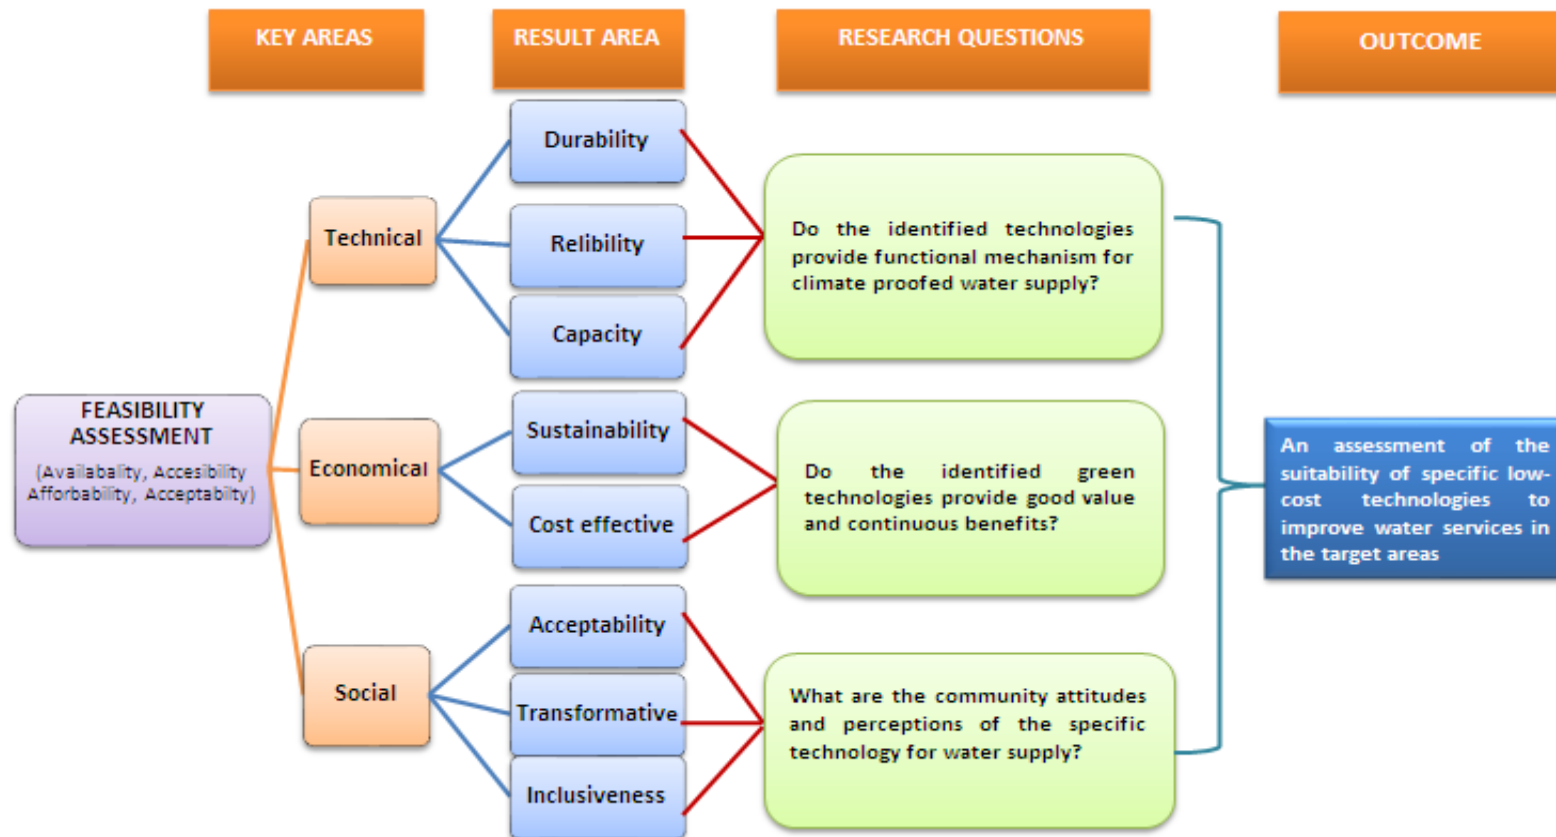 KEY AREAS
RESULT AREA
RESEARCH QUESTIONS
OUTCOME
FEASIBILITY
ASSESSMENT
(Availabality, Accesibility
Afforbability, Acceptabilty)
Technical
Economical
Social
Durability
Relibility
Capacity
Sustainability
Cost effective
Acceptability
Transformative
Inclusiveness
Do the identified technologies
provide functional mechanism for
climate proofed water supply?
Do the identified green
technologies provide good value
and continuous benefits?
What are the community attitudes
and perceptions of the specific
technology for water supply?
An assessment of the
suitability of specific low-
cost technologies to
improve water services in
the target areas